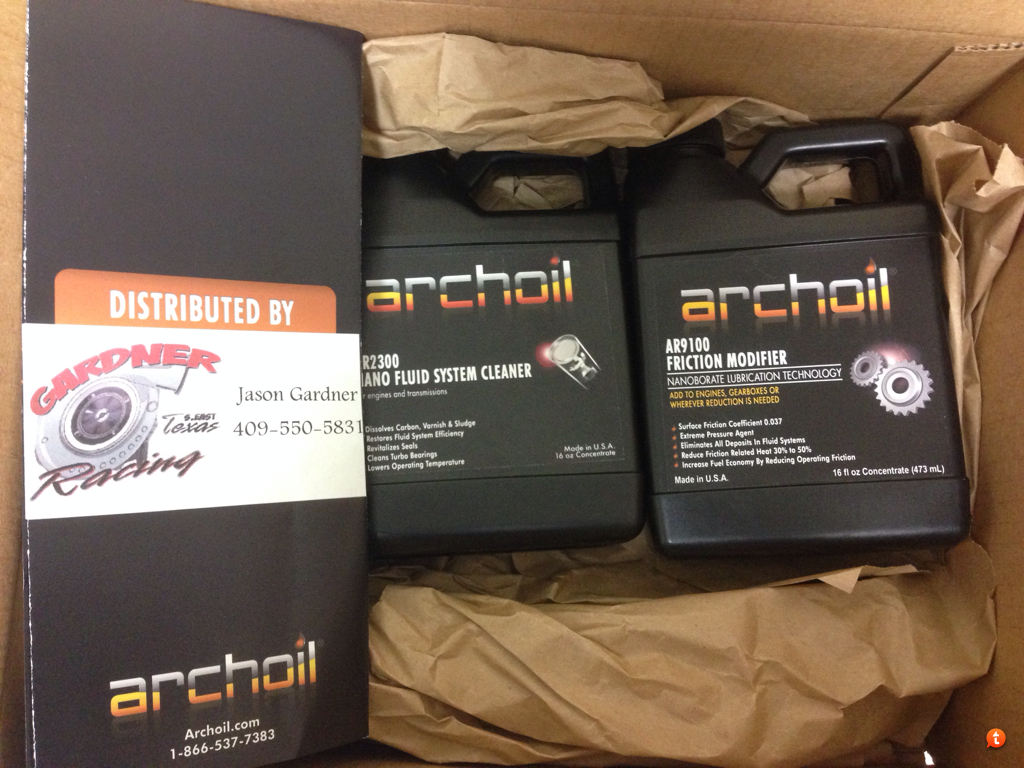 DISTRIBUTED BY
GARDNER
Racing
S.EAST
Texas
Jason Gardner
409-550-5831
archoil
Archoil.com
1-866-537-7383
archoil
R2300
ANO FLUID SYSTEM CLEANER
engines and transmissions
Dissolves Carbon, Varnish & Sludge
Restores Fluid System Efficiency
Revitalizes Seals
Cleans Turbo Bearings
Lowers Operating Temperature
Made in U.S.A.
16 oz Concentrate
archoil
AR9100
FRICTION MODIFIER
NANOBORATE LUBRICATION TECHNOLOGY
ADD TO ENGINES, GEARBOXES OR
WHEREVER REDUCTION IS NEEDED
Surface Friction Coefficient 0.037
Extreme Pressure Agent
Eliminates All Deposits In Fluid Systems
Reduce Friction Related Heat 30% to 50%
Increase Fuel Economy By Reducing Operating Friction
Made in U.S.A.
16 fl oz Concentrate (473 mL)